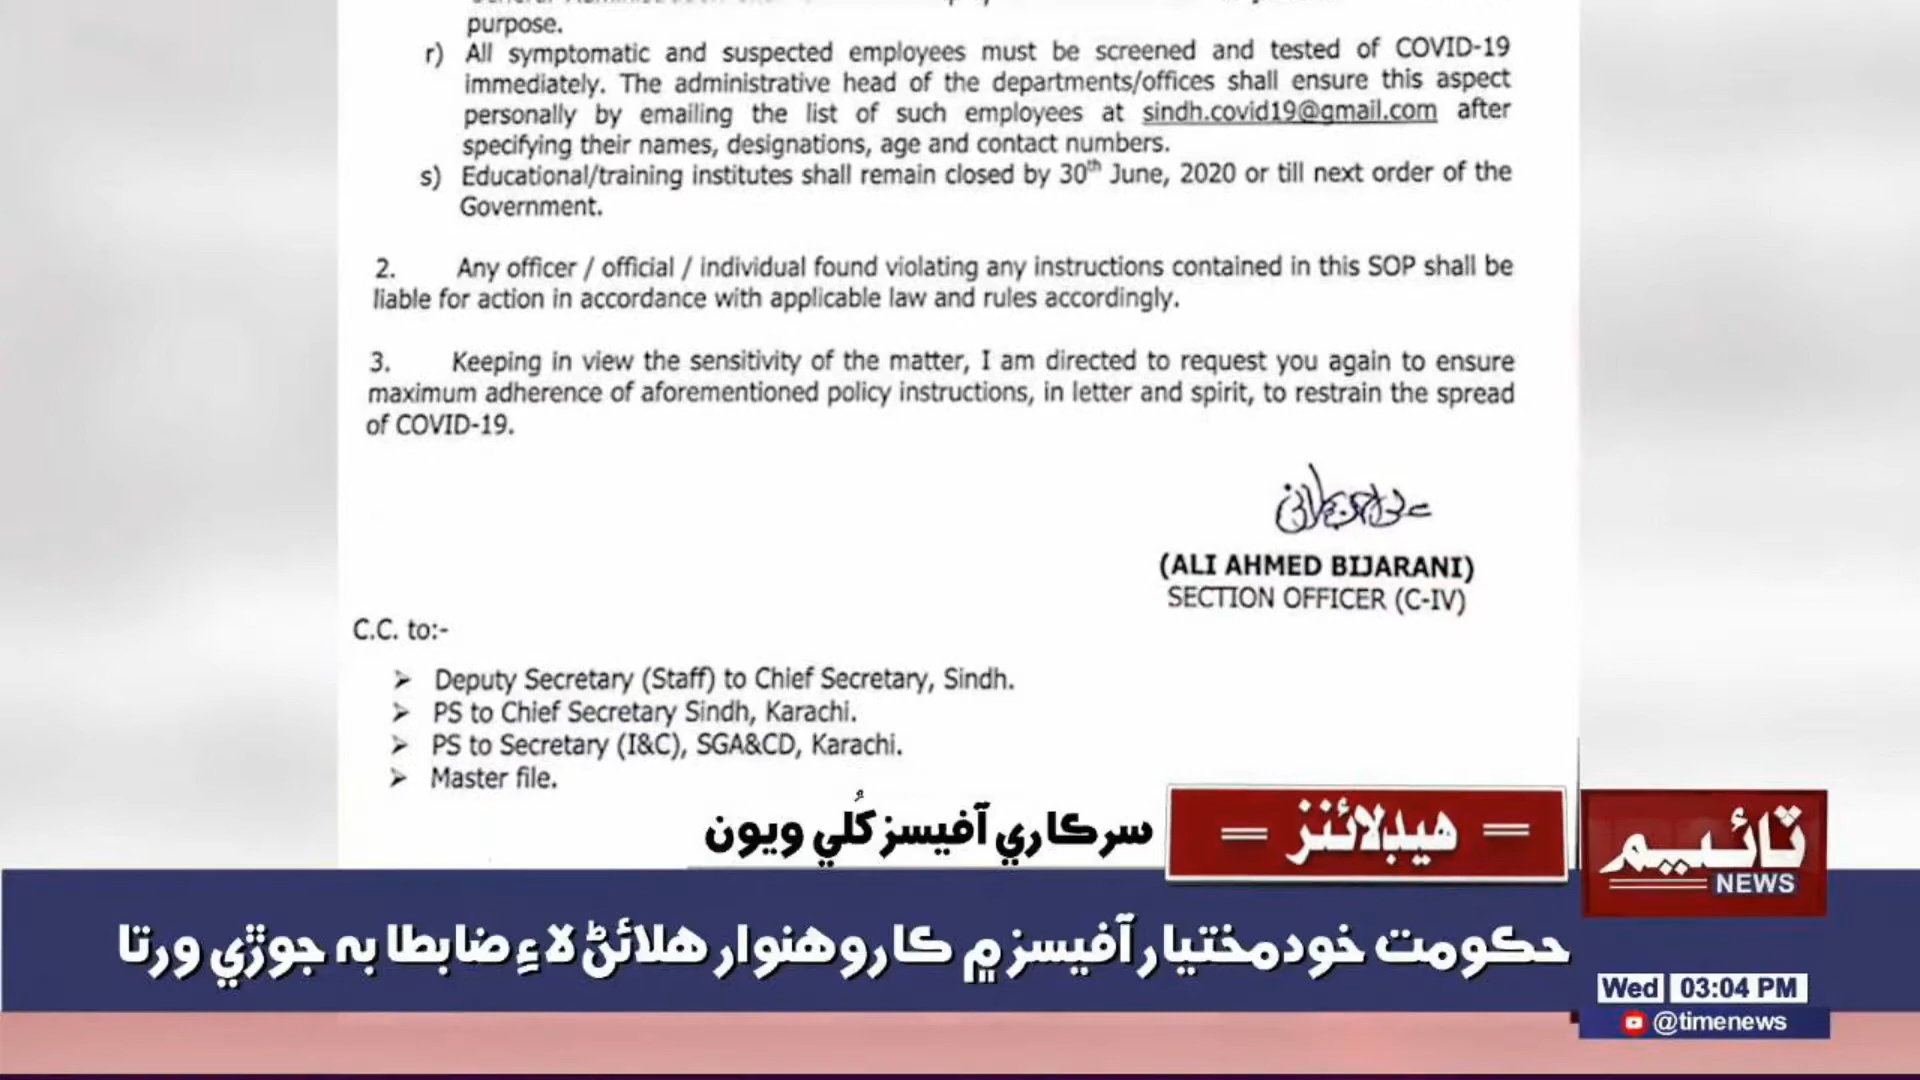 purpose.
r) All symptomatic and suspected employees must be screened and tested of COVID-19
immediately. The administrative head of the departments/offices shall ensure this aspect
personally by emailing the list of such employees at sindh.covid19@gmail.com after
specifying their names, designations, age and contact numbers.
s) Educational/training institutes shall remain closed by 30th June, 2020 or till next order of the
Government.
2. Any officer / official / individual found violating any instructions contained in this SOP shall be
liable for action in accordance with applicable law and rules accordingly.
3. Keeping in view the sensitivity of the matter, I am directed to request you again to ensure
maximum adherence of aforementioned policy instructions, in letter and spirit, to restrain the spread
of COVID-19.
(ALI AHMED BIJARANI)
SECTION OFFICER (C-IV)
C.C. to:-
➢ Deputy Secretary (Staff) to Chief Secretary, Sindh.
➢ PS to Chief Secretary Sindh, Karachi.
➢ PS to Secretary (I&C), SGA&CD, Karachi.
➢ Master file.
هيڊلائنز
سرڪاري آفيسز کُلي ويون
ٽائيم
NEWS
حڪومت خودمختيار آفيسز ۾ ڪاروهنوار هلائڻ لاءِ ضابطا به جوڙي ورتا
Wed 03:04 PM
@timenews